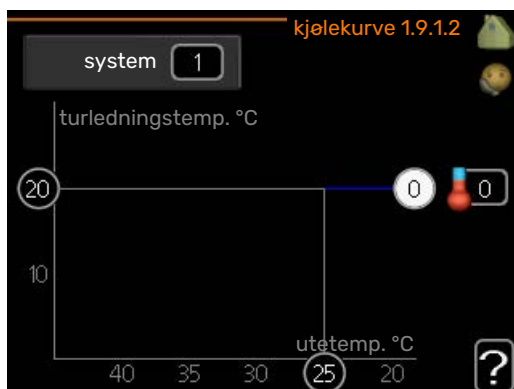 kjølekurve 1.9.1.2
system 1
turledningstemp. °C
20 0 0
10
utetemp. °C
40 35 30 25 20
?